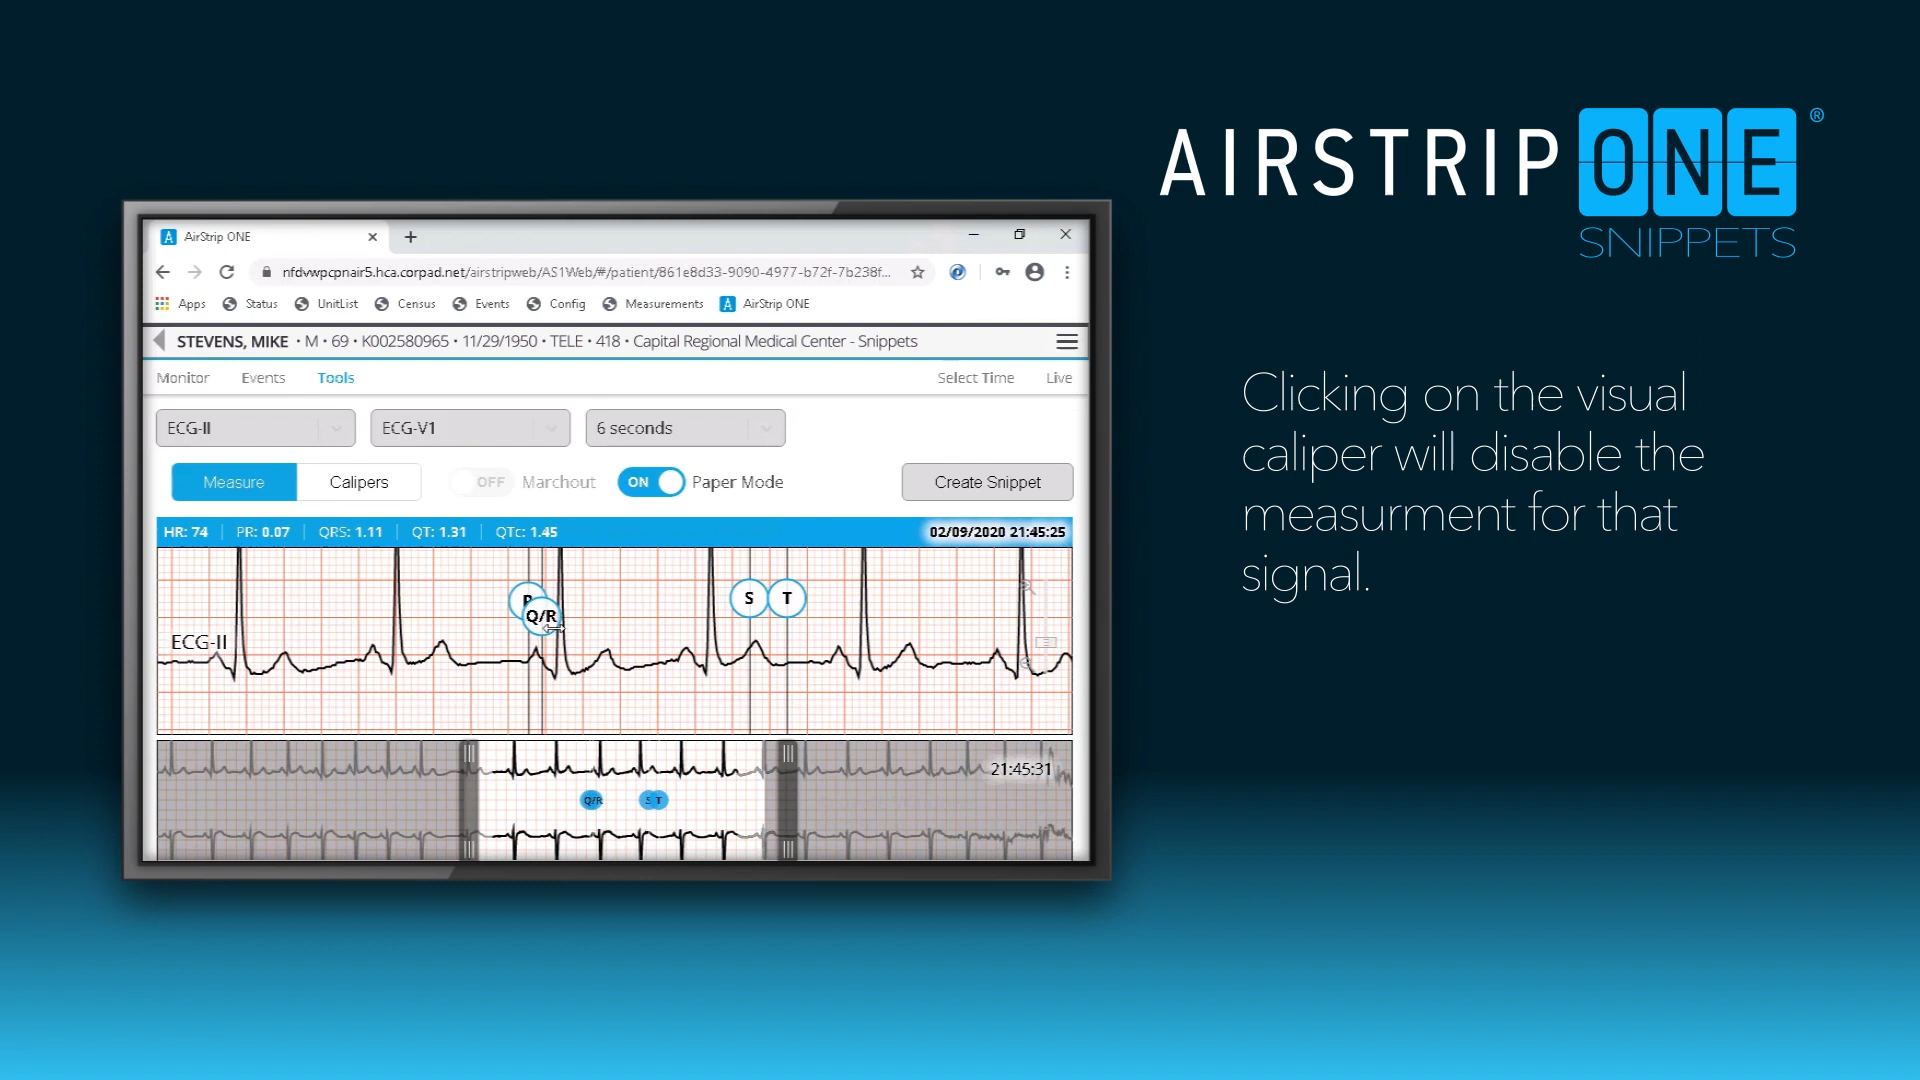 AIRSTRIP ONE ®
SNIPPETS
AirStrip ONE
nfdvwpcpnair5.hca.corpad.net/airstripweb/AS1Web/#/patient/861e8d33-9090-4977-b72f-7b238f...
Apps Status UnitList Census Events Config Measurements AirStrip ONE
STEVENS, MIKE • M • 69 • K002580965 • 11/29/1950 • TELE • 418 • Capital Regional Medical Center - Snippets
Monitor Events Tools Select Time Live
ECG-II ECG-V1 6 seconds
Measure Calipers OFF Marchout ON Paper Mode Create Snippet
HR: 74 PR: 0.07 QRS: 1.11 QT: 1.31 QTc: 1.45 02/09/2020 21:45:25
P Q/R S T
ECG-II
21:45:31
Q/R S T
Clicking on the visual
caliper will disable the
measurment for that
signal.